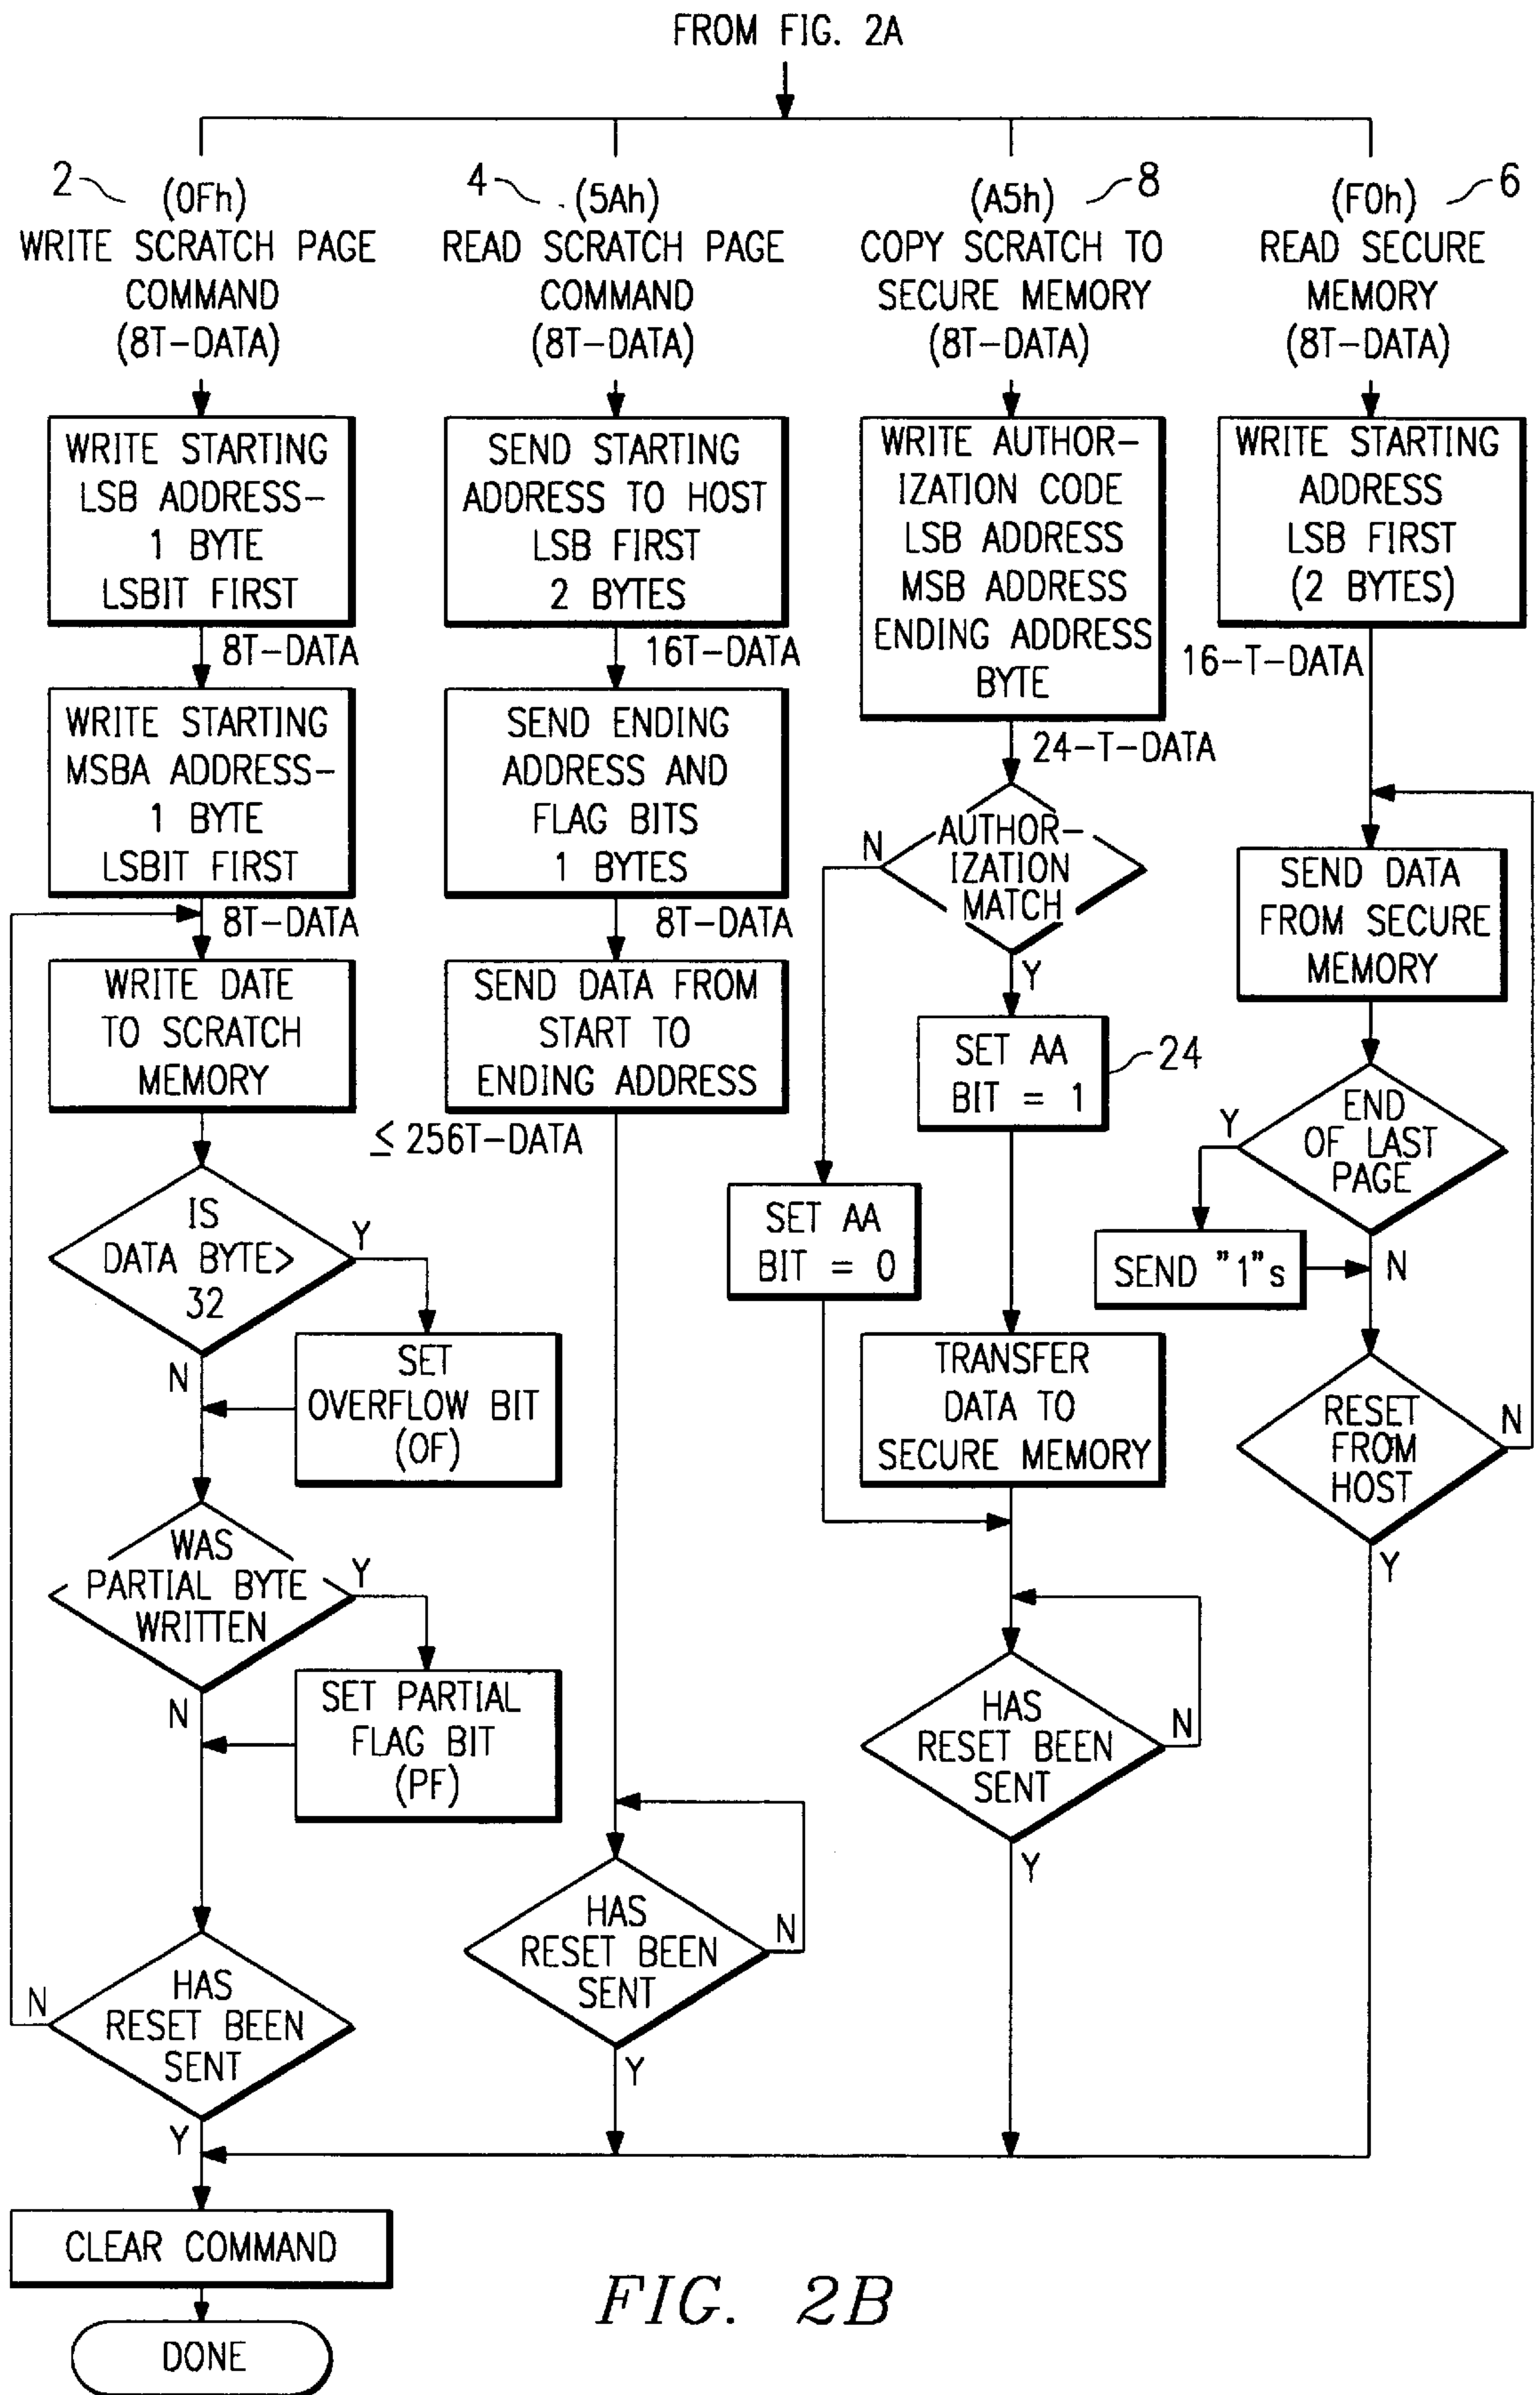 FROM FIG. 2A
2
(0Fh)
WRITE SCRATCH PAGE
COMMAND
(8T-DATA)
WRITE STARTING
LSB ADDRESS-
1 BYTE
LSBIT FIRST
8T-DATA
WRITE STARTING
MSBA ADDRESS-
1 BYTE
LSBIT FIRST
8T-DATA
WRITE DATE
TO SCRATCH
MEMORY
IS
DATA BYTE>
32
Y
N
SET
OVERFLOW BIT
(OF)
WAS
PARTIAL BYTE
WRITTEN
Y
N
SET PARTIAL
FLAG BIT
(PF)
HAS
RESET BEEN
SENT
N
Y
CLEAR COMMAND
DONE
4
(5Ah)
READ SCRATCH PAGE
COMMAND
(8T-DATA)
SEND STARTING
ADDRESS TO HOST
LSB FIRST
2 BYTES
16T-DATA
SEND ENDING
ADDRESS AND
FLAG BITS
1 BYTES
8T-DATA
SEND DATA FROM
START TO
ENDING ADDRESS
≤ 256T-DATA
HAS
RESET BEEN
SENT
N
Y
8
(A5h)
COPY SCRATCH TO
SECURE MEMORY
(8T-DATA)
WRITE AUTHOR-
IZATION CODE
LSB ADDRESS
MSB ADDRESS
ENDING ADDRESS
BYTE
24-T-DATA
AUTHOR-
IZATION
MATCH
N
Y
SET AA
BIT = 1
24
SET AA
BIT = 0
TRANSFER
DATA TO
SECURE MEMORY
HAS
RESET BEEN
SENT
N
Y
6
(F0h)
READ SECURE
MEMORY
(8T-DATA)
WRITE STARTING
ADDRESS
LSB FIRST
(2 BYTES)
16-T-DATA
SEND DATA
FROM SECURE
MEMORY
END
OF LAST
PAGE
Y
SEND "1"s
N
RESET
FROM
HOST
N
Y
FIG. 2B